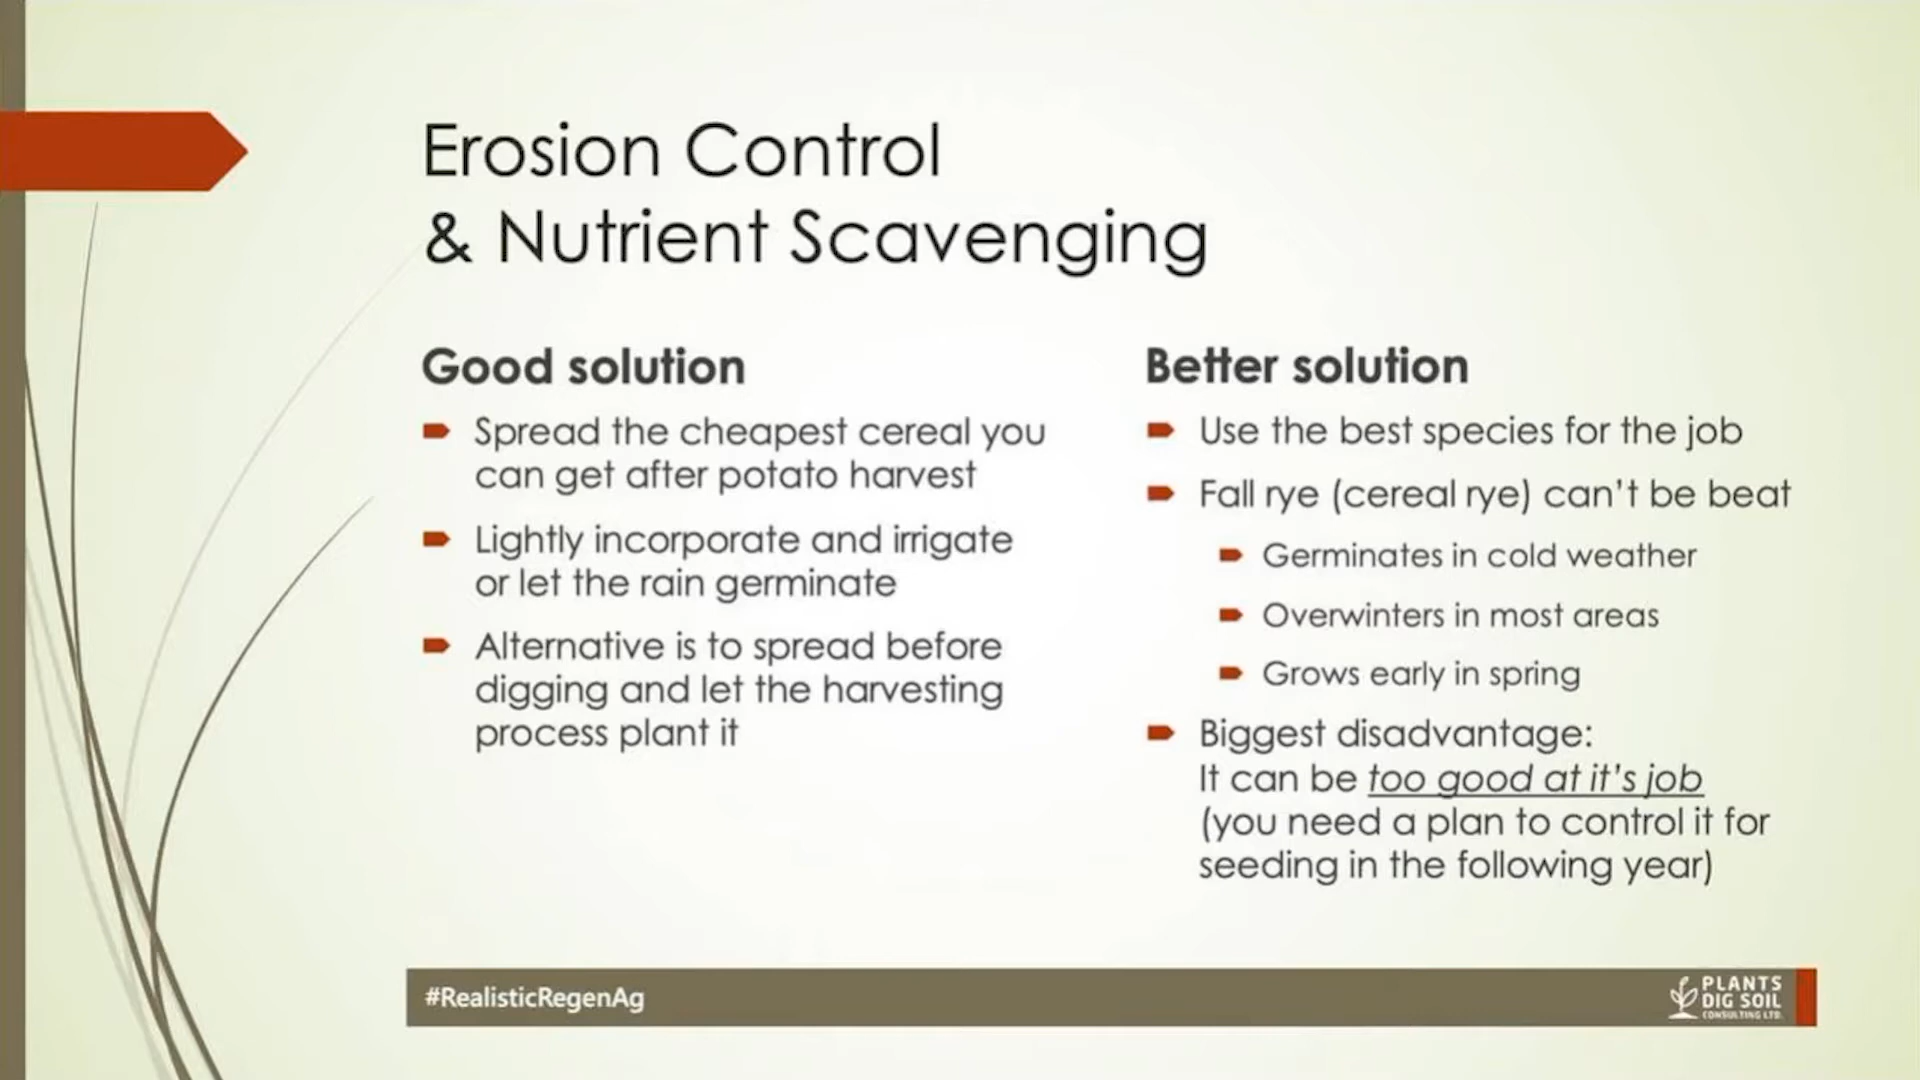 Erosion Control
& Nutrient Scavenging
Good solution
Spread the cheapest cereal you
can get after potato harvest
Lightly incorporate and irrigate
or let the rain germinate
Alternative is to spread before
digging and let the harvesting
process plant it
Better solution
Use the best species for the job
Fall rye (cereal rye) can't be beat
Germinates in cold weather
Overwinters in most areas
Grows early in spring
Biggest disadvantage:
It can be too good at it's job
(you need a plan to control it for
seeding in the following year)
#RealisticRegenAg
PLANTS
DIG SOIL
CONSULTING LTD.